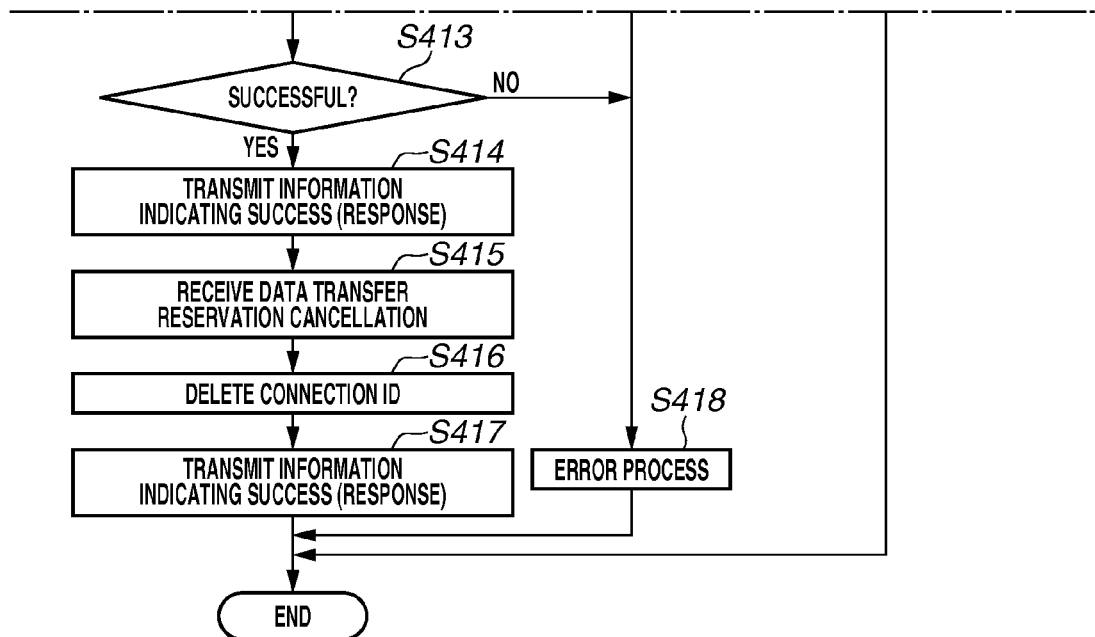 S413
SUCCESSFUL?
NO
YES
S414
TRANSMIT INFORMATION
INDICATING SUCCESS (RESPONSE)
S415
RECEIVE DATA TRANSFER
RESERVATION CANCELLATION
S416
DELETE CONNECTION ID
S417
TRANSMIT INFORMATION
INDICATING SUCCESS (RESPONSE)
S418
ERROR PROCESS
END